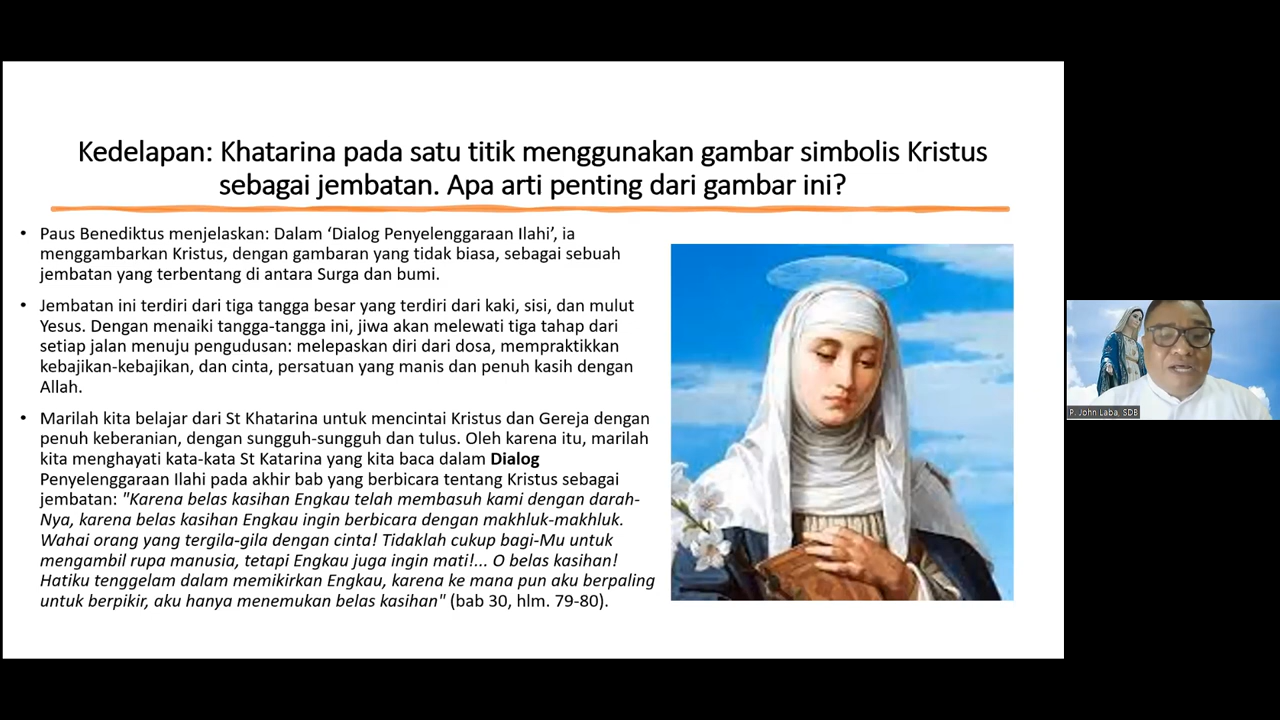 Kedelapan: Khatarina pada satu titik menggunakan gambar simbolis Kristus
sebagai jembatan. Apa arti penting dari gambar ini?
• Paus Benediktus menjelaskan: Dalam ‘Dialog Penyelenggaraan Ilahi’, ia
menggambarkan Kristus, dengan gambaran yang tidak biasa, sebagai sebuah
jembatan yang terbentang di antara Surga dan bumi.
• Jembatan ini terdiri dari tiga tangga besar yang terdiri dari kaki, sisi, dan mulut
Yesus. Dengan menaiki tangga-tangga ini, jiwa akan melewati tiga tahap dari
setiap jalan menuju pengudusan: melepaskan diri dari dosa, mempraktikkan
kebajikan-kebajikan, dan cinta, persatuan yang manis dan penuh kasih dengan
Allah.
• Marilah kita belajar dari St Khatarina untuk mencintai Kristus dan Gereja dengan
penuh keberanian, dengan sungguh-sungguh dan tulus. Oleh karena itu, marilah
kita menghayati kata-kata St Katarina yang kita baca dalam Dialog
Penyelenggaraan Ilahi pada akhir bab yang berbicara tentang Kristus sebagai
jembatan: "Karena belas kasihan Engkau telah membasuh kami dengan darah-
Nya, karena belas kasihan Engkau ingin berbicara dengan makhluk-makhluk.
Wahai orang yang tergila-gila dengan cinta! Tidaklah cukup bagi-Mu untuk
mengambil rupa manusia, tetapi Engkau juga ingin mati!... O belas kasihan!
Hatiku tenggelam dalam memikirkan Engkau, karena ke mana pun aku berpaling
untuk berpikir, aku hanya menemukan belas kasihan" (bab 30, hlm. 79-80).
P. John Laba, SDB